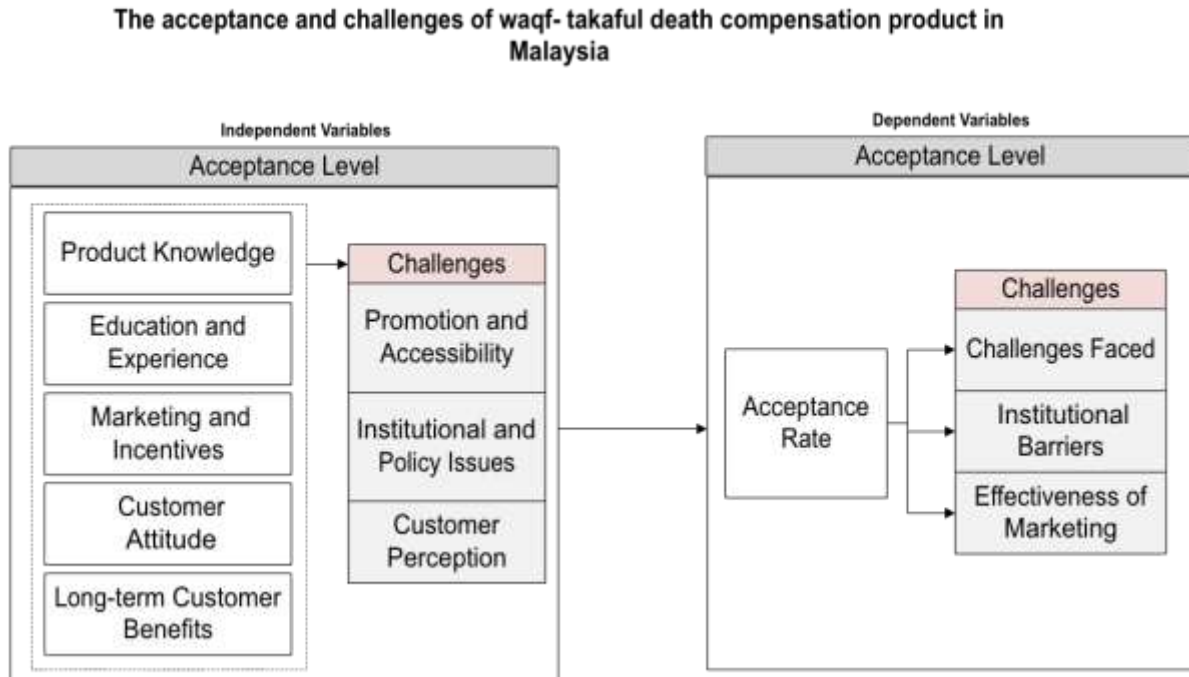 The acceptance and challenges of waqf- takaful death compensation product in
Malaysia
Independent Variables
Acceptance Level
Product Knowledge
Education and
Experience
Marketing and
Incentives
Customer
Attitude
Long-term Customer
Benefits
Challenges
Promotion and
Accessibility
Institutional and
Policy Issues
Customer
Perception
Dependent Variables
Acceptance Level
Acceptance
Rate
Challenges
Challenges Faced
Institutional
Barriers
Effectiveness of
Marketing